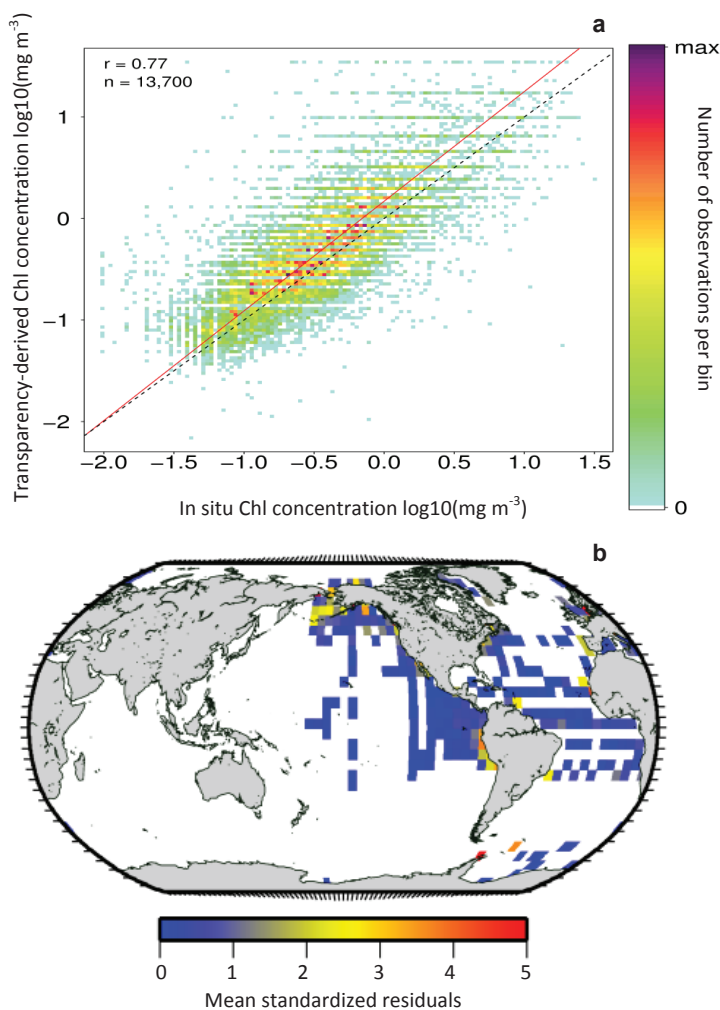 a
r = 0.77
n = 13,700
Transparency-derived Chl concentration log10(mg m⁻³)
1
0
−1
−2
−2.0 −1.5 −1.0 −0.5 0.0 0.5 1.0 1.5
In situ Chl concentration log10(mg m⁻³)
max
0
Number of observations per bin
b
0 1 2 3 4 5
Mean standardized residuals